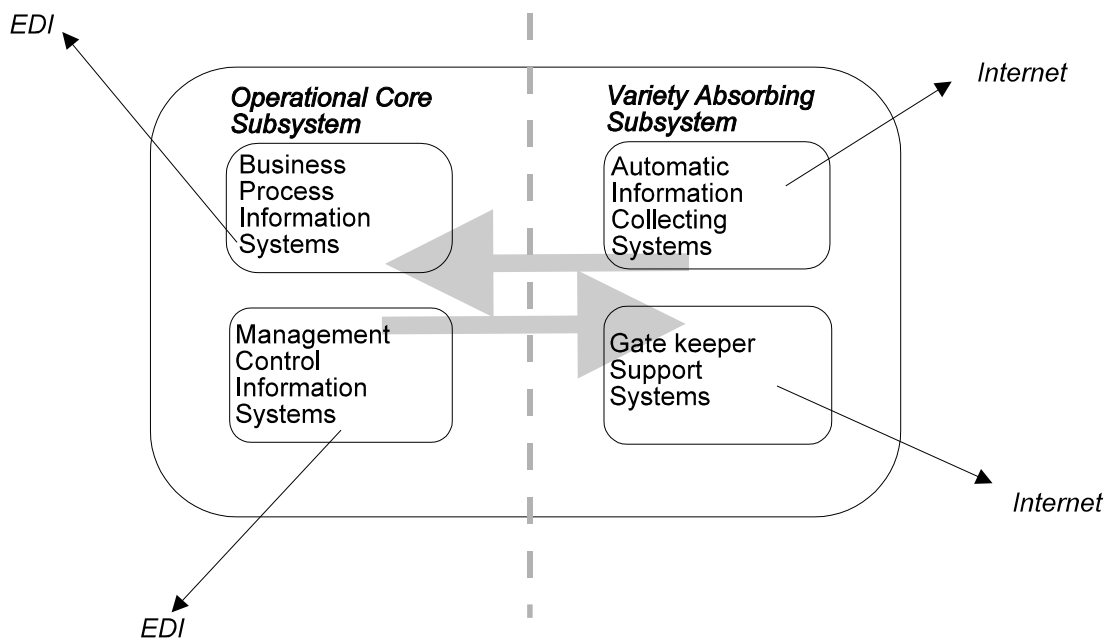 EDI
Internet
Operational Core
Subsystem
Variety Absorbing
Subsystem
Business
Process
Information
Systems
Automatic
Information
Collecting
Systems
Management
Control
Information
Systems
Gate keeper
Support
Systems
Internet
EDI